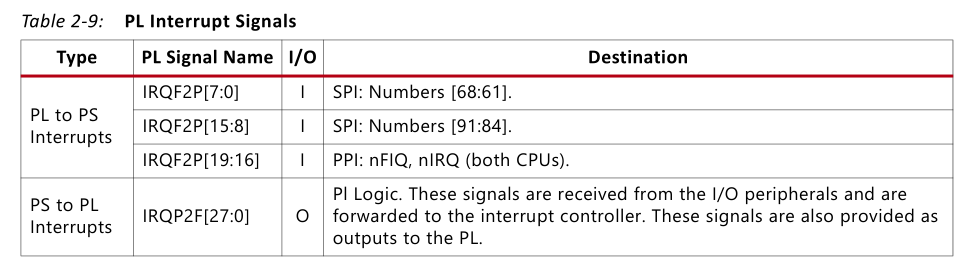 Table 2-9: PL Interrupt Signals
Type PL Signal Name I/O Destination
PL to PS Interrupts
IRQF2P[7:0] I SPI: Numbers [68:61].
IRQF2P[15:8] I SPI: Numbers [91:84].
IRQF2P[19:16] I PPI: nFIQ, nIRQ (both CPUs).
PS to PL Interrupts
IRQP2F[27:0] O
Pl Logic. These signals are received from the I/O peripherals and are
forwarded to the interrupt controller. These signals are also provided as
outputs to the PL.